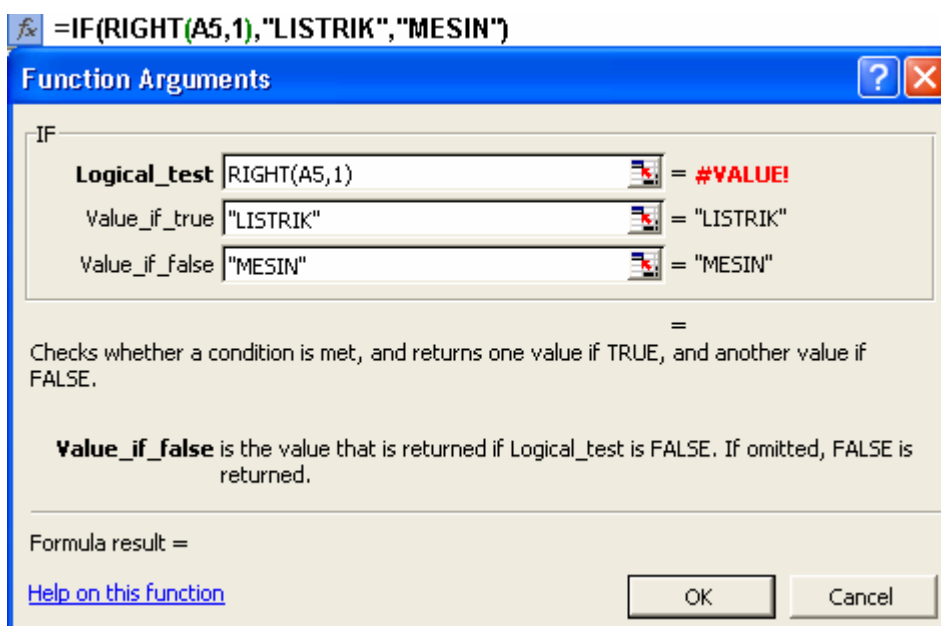 fx =IF(RIGHT(A5,1),"LISTRIK","MESIN")
Function Arguments
IF
Logical_test RIGHT(A5,1) = #VALUE!
Value_if_true "LISTRIK" = "LISTRIK"
Value_if_false "MESIN" = "MESIN"
=
Checks whether a condition is met, and returns one value if TRUE, and another value if
FALSE.
Value_if_false is the value that is returned if Logical_test is FALSE. If omitted, FALSE is
returned.
Formula result =
Help on this function OK Cancel